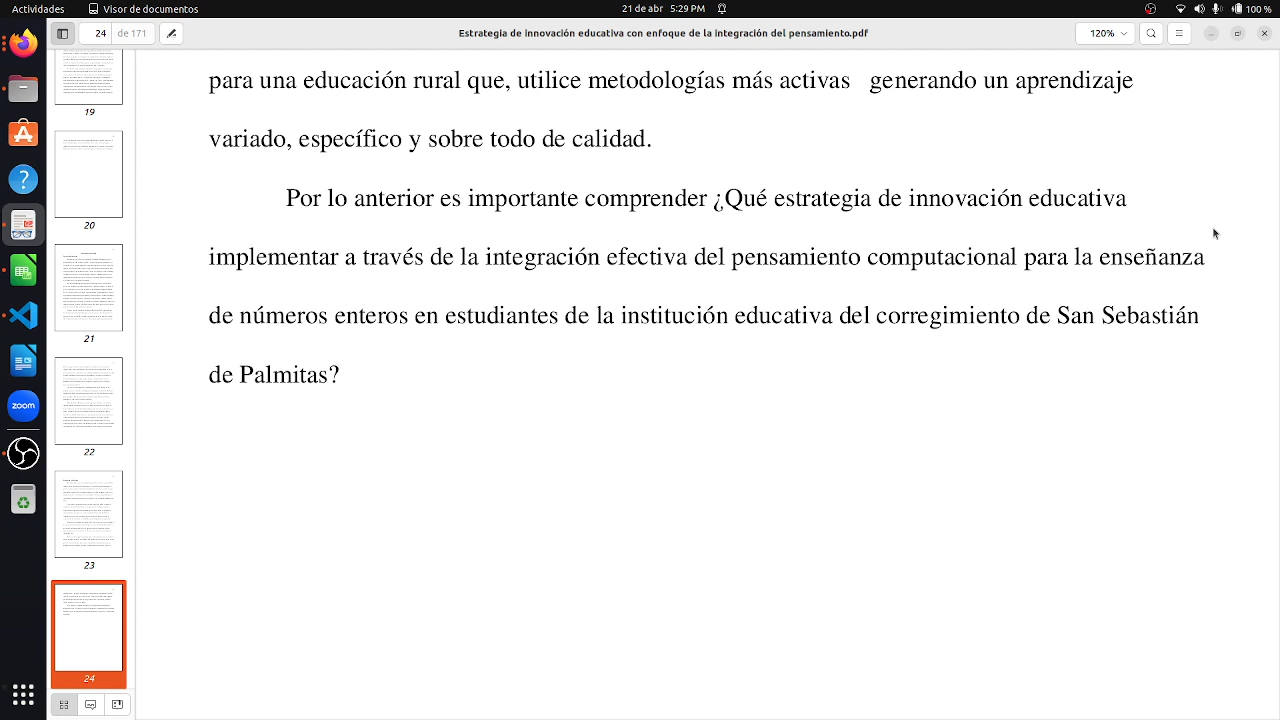 Actividades
Visor de documentos
21 de abr 5:29 PM
100 %
24 de 171
Estrategia de innovación educativa con enfoque de la integración del pensamiento.pdf
120%
para una educación rural que, utilice metodologías más activas generando un aprendizaje
variado, específico y sobre todo de calidad.
Por lo anterior es importante comprender ¿Qué estrategia de innovación educativa
implementar a través de la integración efectiva del pensamiento computacional para la enseñanza
de números enteros en estudiantes de la institución educativa del corregimiento de San Sebastián
de Palmitas?
19
20
21
22
23
24
zoom